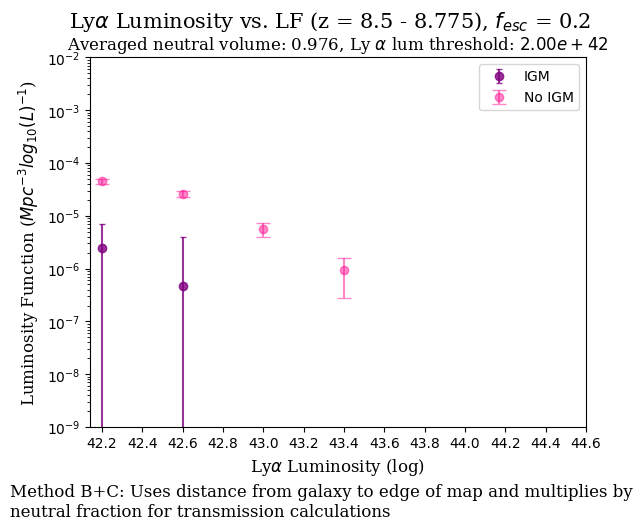 Lyα Luminosity vs. LF (z = 8.5 - 8.775), f_esc = 0.2
Averaged neutral volume: 0.976, Ly α lum threshold: 2.00e + 42
IGM
No IGM
Luminosity Function (Mpc⁻³log₁₀(L)⁻¹)
10⁻²
10⁻³
10⁻⁴
10⁻⁵
10⁻⁶
10⁻⁷
10⁻⁸
10⁻⁹
42.2 42.4 42.6 42.8 43.0 43.2 43.4 43.6 43.8 44.0 44.2 44.4 44.6
Lyα Luminosity (log)
Method B+C: Uses distance from galaxy to edge of map and multiplies by
neutral fraction for transmission calculations